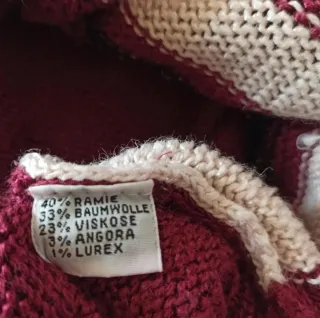 40% RAMIE
33% BAUMWOLLE
23% VISKOSE
3% ANGORA
1% LUREX